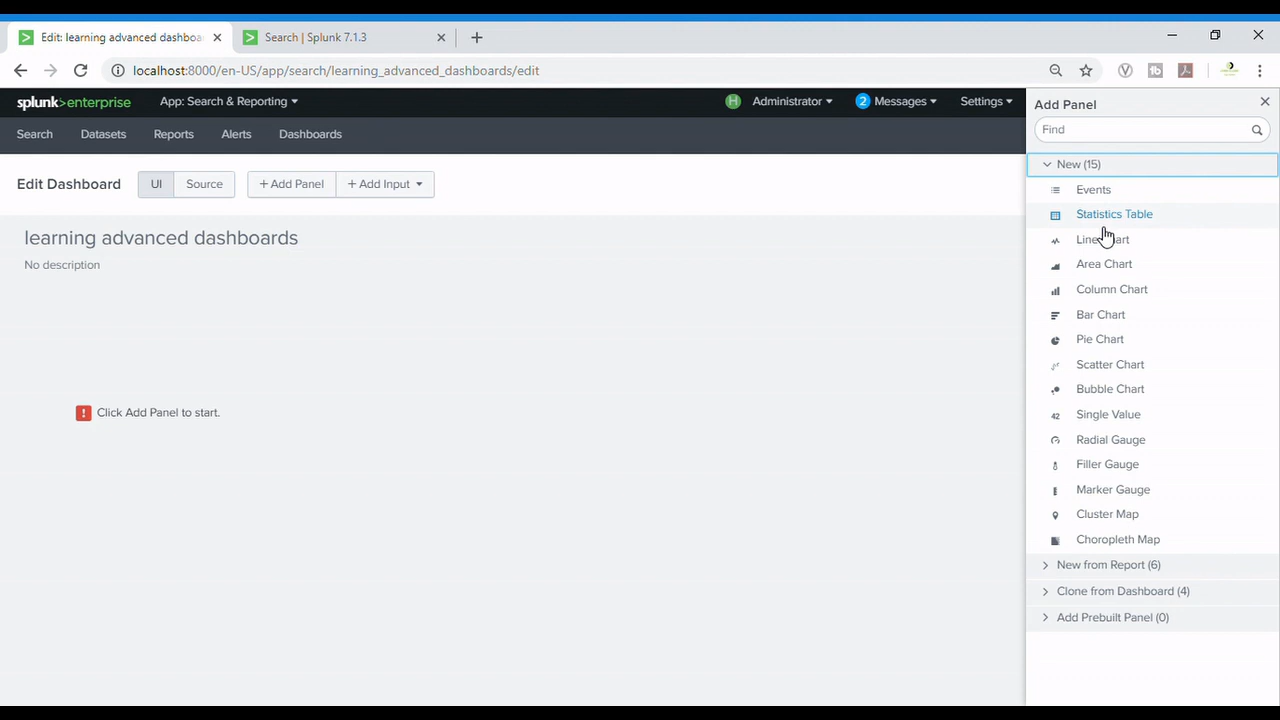 Edit: learning advanced dashboa
Search | Splunk 7.1.3
localhost:8000/en-US/app/search/learning_advanced_dashboards/edit
splunk>enterprise
App: Search & Reporting
H
Administrator
2 Messages
Settings
Search
Datasets
Reports
Alerts
Dashboards
Edit Dashboard
UI
Source
+ Add Panel
+ Add Input
learning advanced dashboards
No description
! Click Add Panel to start.
Add Panel
Find
New (15)
Events
Statistics Table
Line Chart
Area Chart
Column Chart
Bar Chart
Pie Chart
Scatter Chart
Bubble Chart
42 Single Value
Radial Gauge
Filler Gauge
Marker Gauge
Cluster Map
Choropleth Map
New from Report (6)
Clone from Dashboard (4)
Add Prebuilt Panel (0)